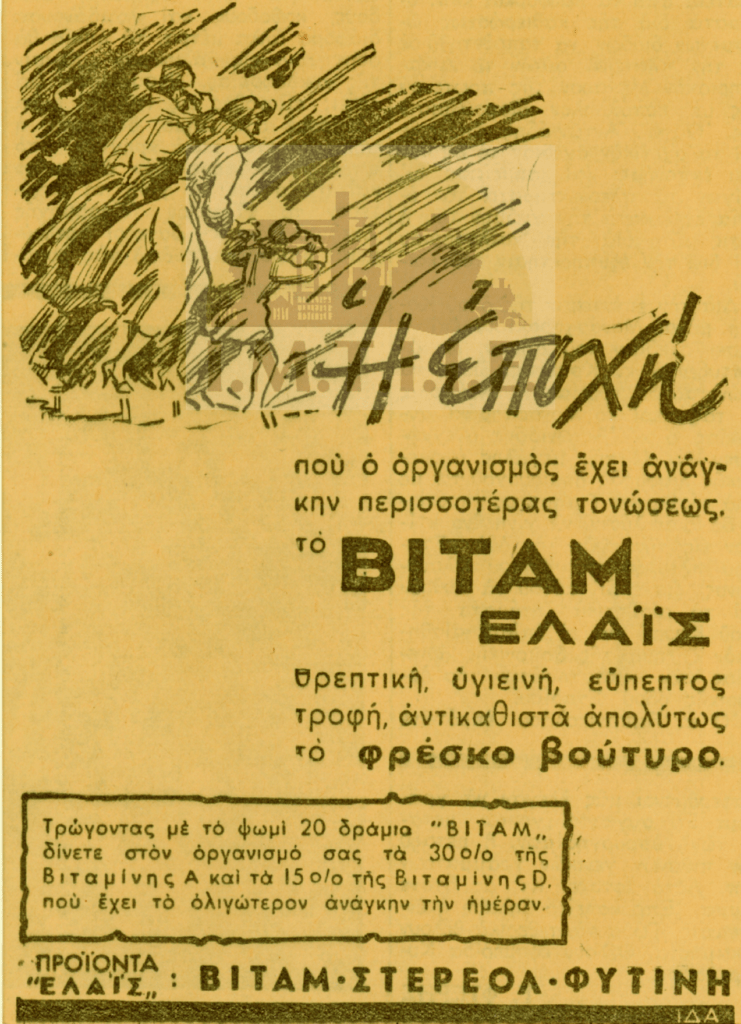 Ἡ ἐποχή
ποὺ ὁ ὀργανισμὸς ἔχει ἀνάγ-
κην περισσοτέρας τονώσεως.
τὸ ΒΙΤΑΜ
ΕΛΑΪΣ
θρεπτική, ὑγιεινή, εὔπεπτος
τροφή, ἀντικαθιστᾶ ἀπολύτως
τὸ φρέσκο βούτυρο.
Τρώγοντας μὲ τὸ ψωμὶ 20 δράμια "ΒΙΤΑΜ„
δίνετε στὸν ὀργανισμό σας τὰ 30 ο/ο τῆς
Βιταμίνης Α καὶ τὰ 15 ο/ο τῆς Βιταμίνης D,
ποὺ ἔχει τὸ ὀλιγώτερον ἀνάγκην τὴν ἡμέραν.
ΠΡΟΪΟΝΤΑ
"ΕΛΑΪΣ„ : ΒΙΤΑΜ·ΣΤΕΡΕΟΛ·ΦΥΤΙΝΗ
ΙΔΑ